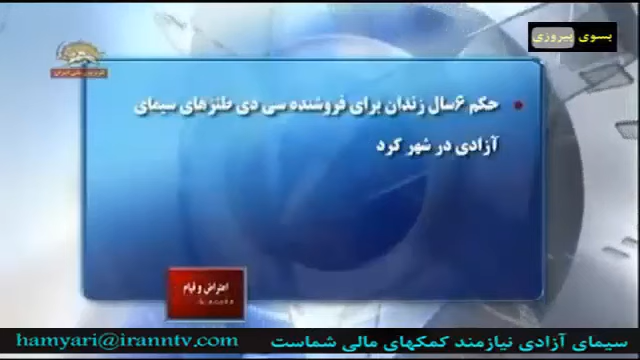 بسوی پیروزی
حکم ۶سال زندان برای فروشنده سی دی طنزهای سیمای
آزادی در شهر کرد
اعتراض و قیام
سیمای آزادی نیازمند کمکهای مالی شماست hamyari@iranntv.com